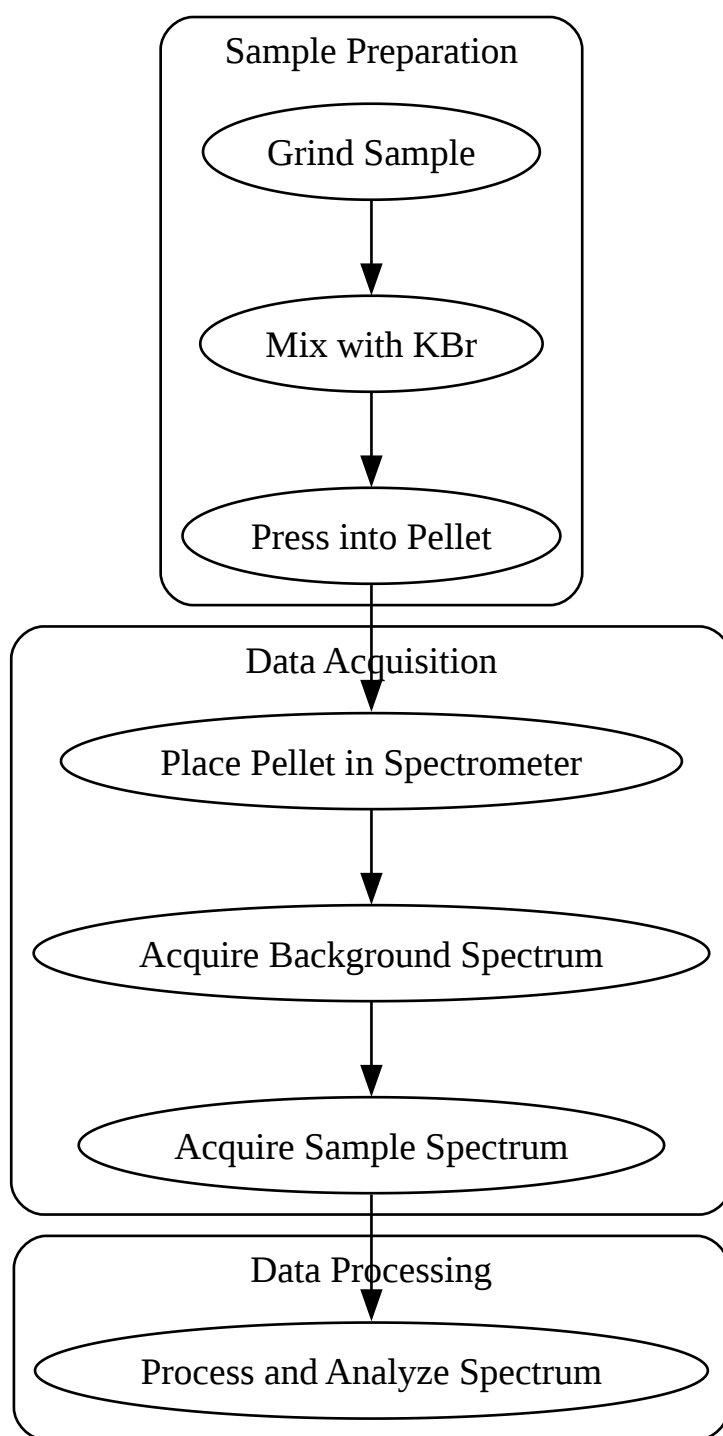 Sample Preparation
Grind Sample
Mix with KBr
Press into Pellet
Data Acquisition
Place Pellet in Spectrometer
Acquire Background Spectrum
Acquire Sample Spectrum
Data Processing
Process and Analyze Spectrum